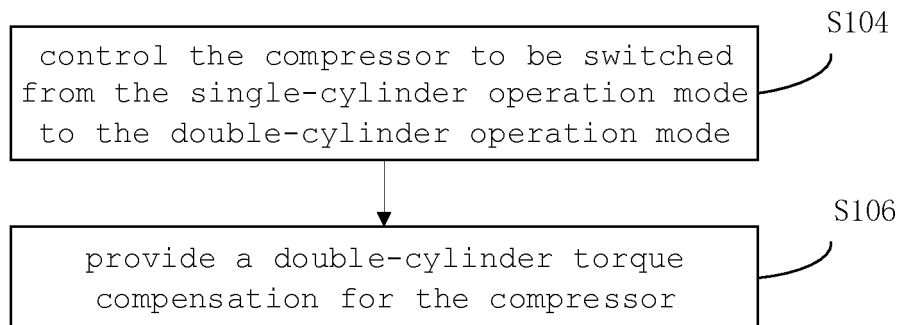 S104
control the compressor to be switched
from the single-cylinder operation mode
to the double-cylinder operation mode
S106
provide a double-cylinder torque
compensation for the compressor